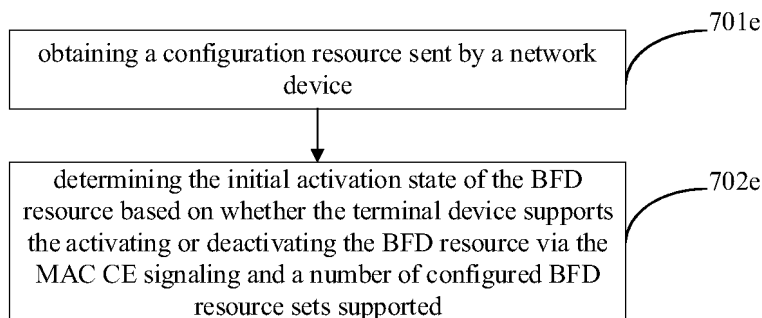 701e
obtaining a configuration resource sent by a network
device
702e
determining the initial activation state of the BFD
resource based on whether the terminal device supports
the activating or deactivating the BFD resource via the
MAC CE signaling and a number of configured BFD
resource sets supported